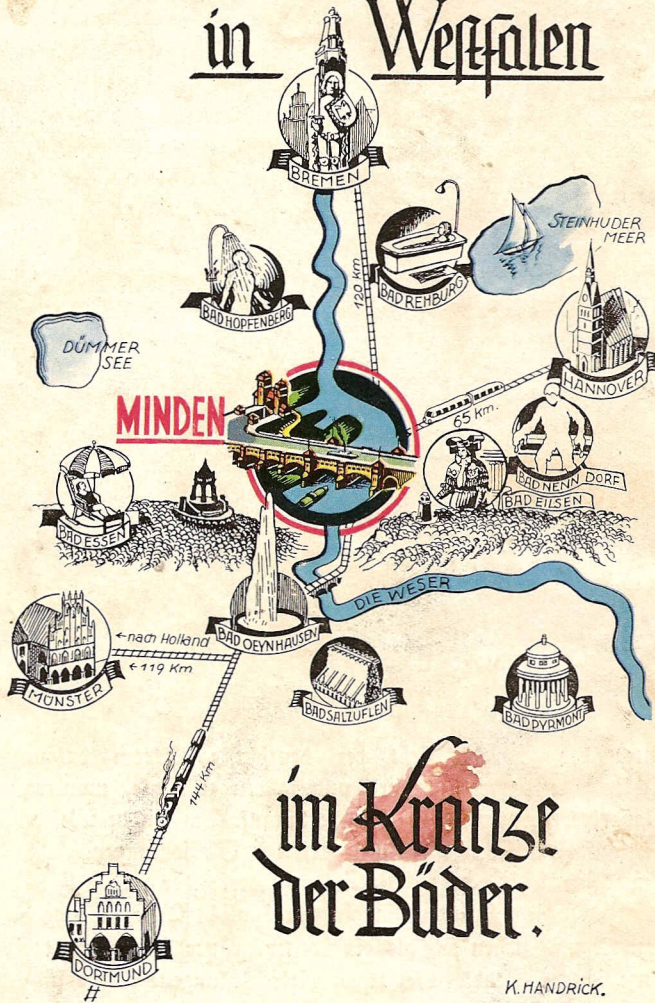 in Westfalen
BREMEN
STEINHUDER
MEER
120 Km
BAD HOPFENBERG
BAD REHBURG
DÜMMER
SEE
HANNOVER
MINDEN
65 Km.
BAD NENNDORF
BAD EILSEN
BAD ESSEN
DIE WESER
←nach Holland
BAD OEYNHAUSEN
←119 Km
MÜNSTER
BAD SALZUFLEN
BAD PYRMONT
144 Km
im Kranze
der Bäder.
DORTMUND
K. HANDRICK.